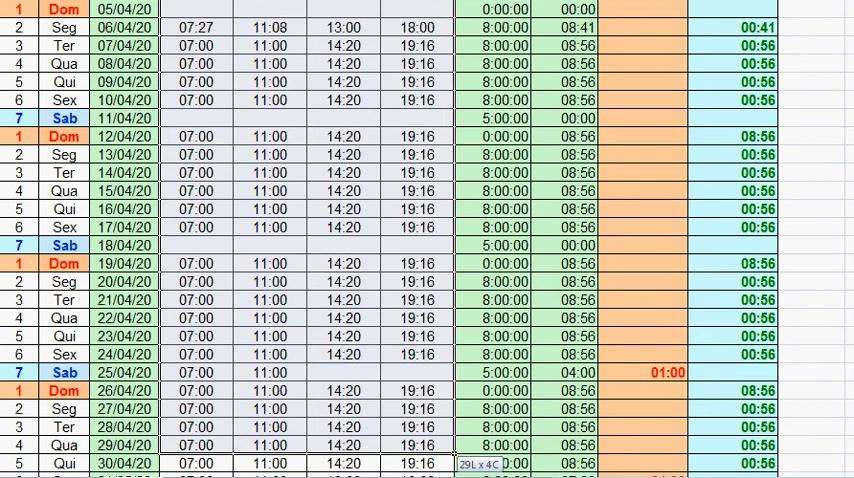 1 Dom 05/04/20 0:00:00 00:00
2 Seg 06/04/20 07:27 11:08 13:00 18:00 8:00:00 08:41 00:41
3 Ter 07/04/20 07:00 11:00 14:20 19:16 8:00:00 08:56 00:56
4 Qua 08/04/20 07:00 11:00 14:20 19:16 8:00:00 08:56 00:56
5 Qui 09/04/20 07:00 11:00 14:20 19:16 8:00:00 08:56 00:56
6 Sex 10/04/20 07:00 11:00 14:20 19:16 8:00:00 08:56 00:56
7 Sab 11/04/20 5:00:00 00:00
1 Dom 12/04/20 07:00 11:00 14:20 19:16 0:00:00 08:56 08:56
2 Seg 13/04/20 07:00 11:00 14:20 19:16 8:00:00 08:56 00:56
3 Ter 14/04/20 07:00 11:00 14:20 19:16 8:00:00 08:56 00:56
4 Qua 15/04/20 07:00 11:00 14:20 19:16 8:00:00 08:56 00:56
5 Qui 16/04/20 07:00 11:00 14:20 19:16 8:00:00 08:56 00:56
6 Sex 17/04/20 07:00 11:00 14:20 19:16 8:00:00 08:56 00:56
7 Sab 18/04/20 5:00:00 00:00
1 Dom 19/04/20 07:00 11:00 14:20 19:16 0:00:00 08:56 08:56
2 Seg 20/04/20 07:00 11:00 14:20 19:16 8:00:00 08:56 00:56
3 Ter 21/04/20 07:00 11:00 14:20 19:16 8:00:00 08:56 00:56
4 Qua 22/04/20 07:00 11:00 14:20 19:16 8:00:00 08:56 00:56
5 Qui 23/04/20 07:00 11:00 14:20 19:16 8:00:00 08:56 00:56
6 Sex 24/04/20 07:00 11:00 14:20 19:16 8:00:00 08:56 00:56
7 Sab 25/04/20 07:00 11:00 5:00:00 04:00 01:00
1 Dom 26/04/20 07:00 11:00 14:20 19:16 0:00:00 08:56 08:56
2 Seg 27/04/20 07:00 11:00 14:20 19:16 8:00:00 08:56 00:56
3 Ter 28/04/20 07:00 11:00 14:20 19:16 8:00:00 08:56 00:56
4 Qua 29/04/20 07:00 11:00 14:20 19:16 8:00:00 08:56 00:56
5 Qui 30/04/20 07:00 11:00 14:20 19:16 29L x 4C 0:00 08:56 00:56